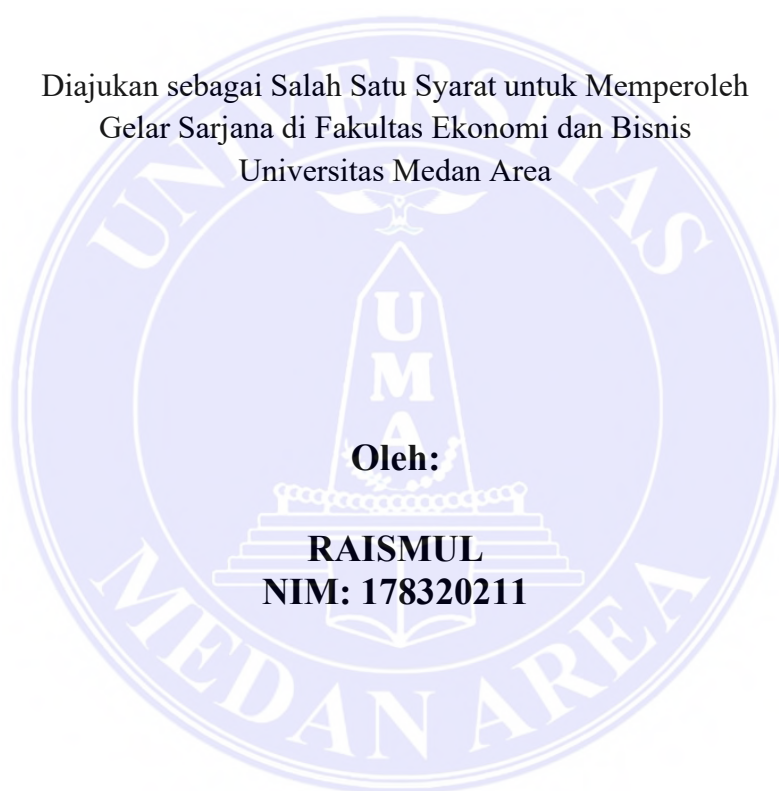 Diajukan sebagai Salah Satu Syarat untuk Memperoleh
Gelar Sarjana di Fakultas Ekonomi dan Bisnis
Universitas Medan Area
UNIVERSITAS
U
M
A
Oleh:
RAISMUL
NIM: 178320211
MEDAN AREA